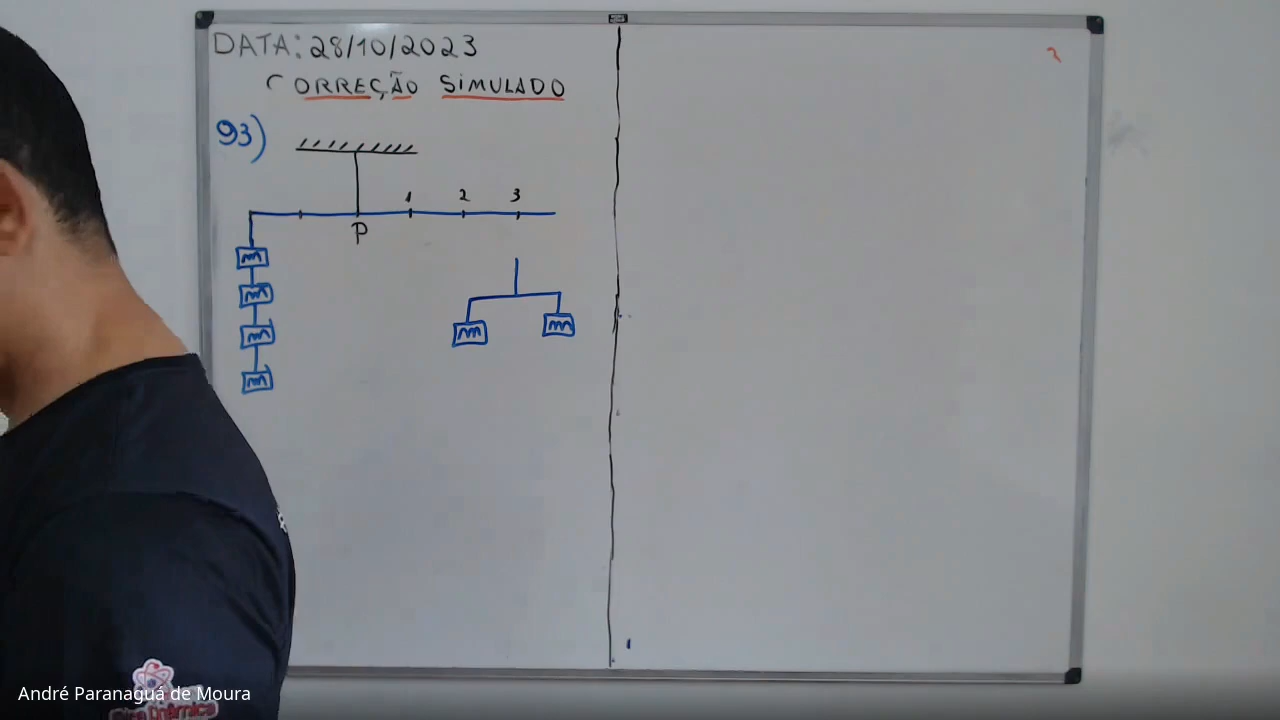 DATA: 28/10/2023
CORREÇÃO SIMULADO
93)
1 2 3
P
m
m
m
m
m m
André Paranaguá de Moura